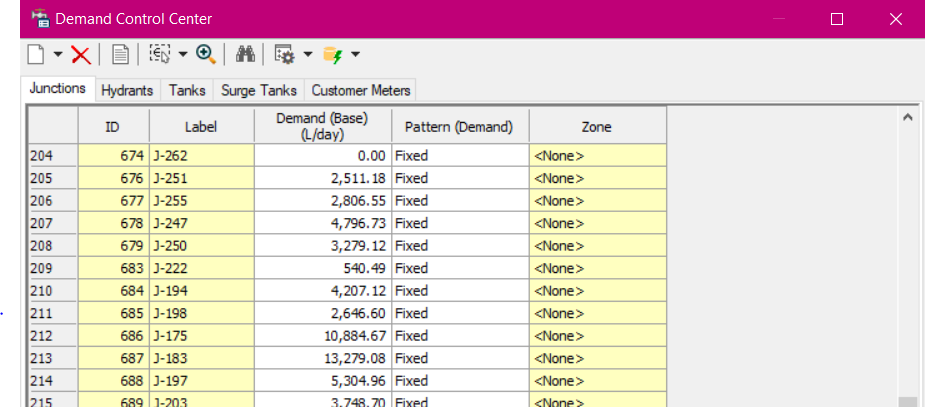 Demand Control Center
Junctions Hydrants Tanks Surge Tanks Customer Meters
ID Label Demand (Base) (L/day) Pattern (Demand) Zone
204 674 J-262 0.00 Fixed <None>
205 676 J-251 2,511.18 Fixed <None>
206 677 J-255 2,806.55 Fixed <None>
207 678 J-247 4,796.73 Fixed <None>
208 679 J-250 3,279.12 Fixed <None>
209 683 J-222 540.49 Fixed <None>
210 684 J-194 4,207.12 Fixed <None>
211 685 J-198 2,646.60 Fixed <None>
212 686 J-175 10,884.67 Fixed <None>
213 687 J-183 13,279.08 Fixed <None>
214 688 J-197 5,304.96 Fixed <None>
215 689 J-203 3,748.70 Fixed <None>